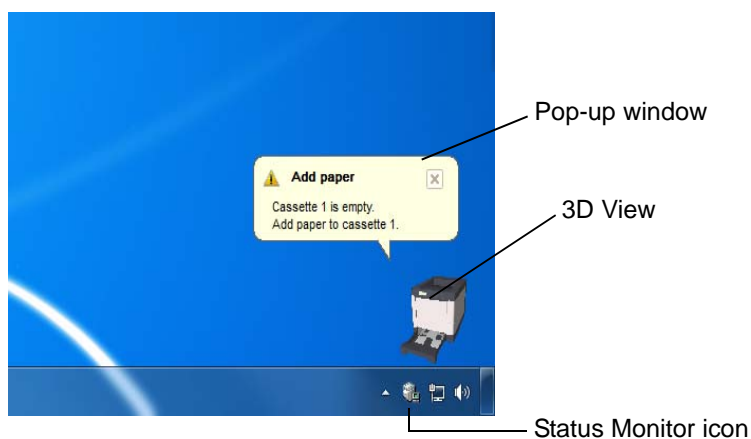 Pop-up window
Add paper
Cassette 1 is empty.
Add paper to cassette 1.
3D View
Status Monitor icon